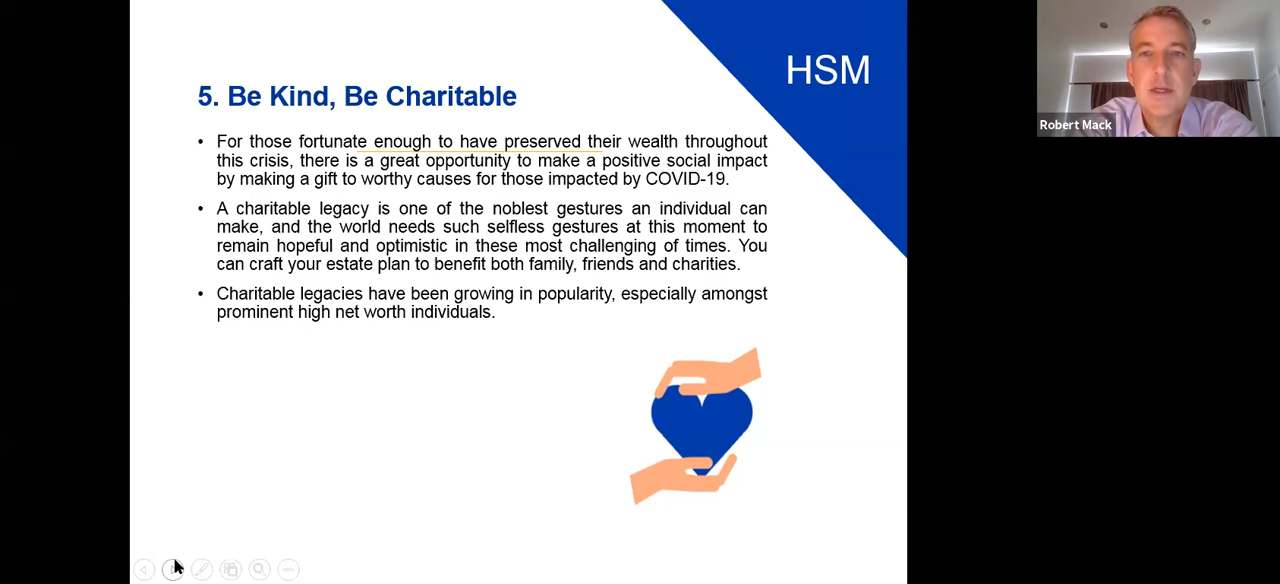 HSM
5. Be Kind, Be Charitable
• For those fortunate enough to have preserved their wealth throughout
this crisis, there is a great opportunity to make a positive social impact
by making a gift to worthy causes for those impacted by COVID-19.
• A charitable legacy is one of the noblest gestures an individual can
make, and the world needs such selfless gestures at this moment to
remain hopeful and optimistic in these most challenging of times. You
can craft your estate plan to benefit both family, friends and charities.
• Charitable legacies have been growing in popularity, especially amongst
prominent high net worth individuals.
Robert Mack